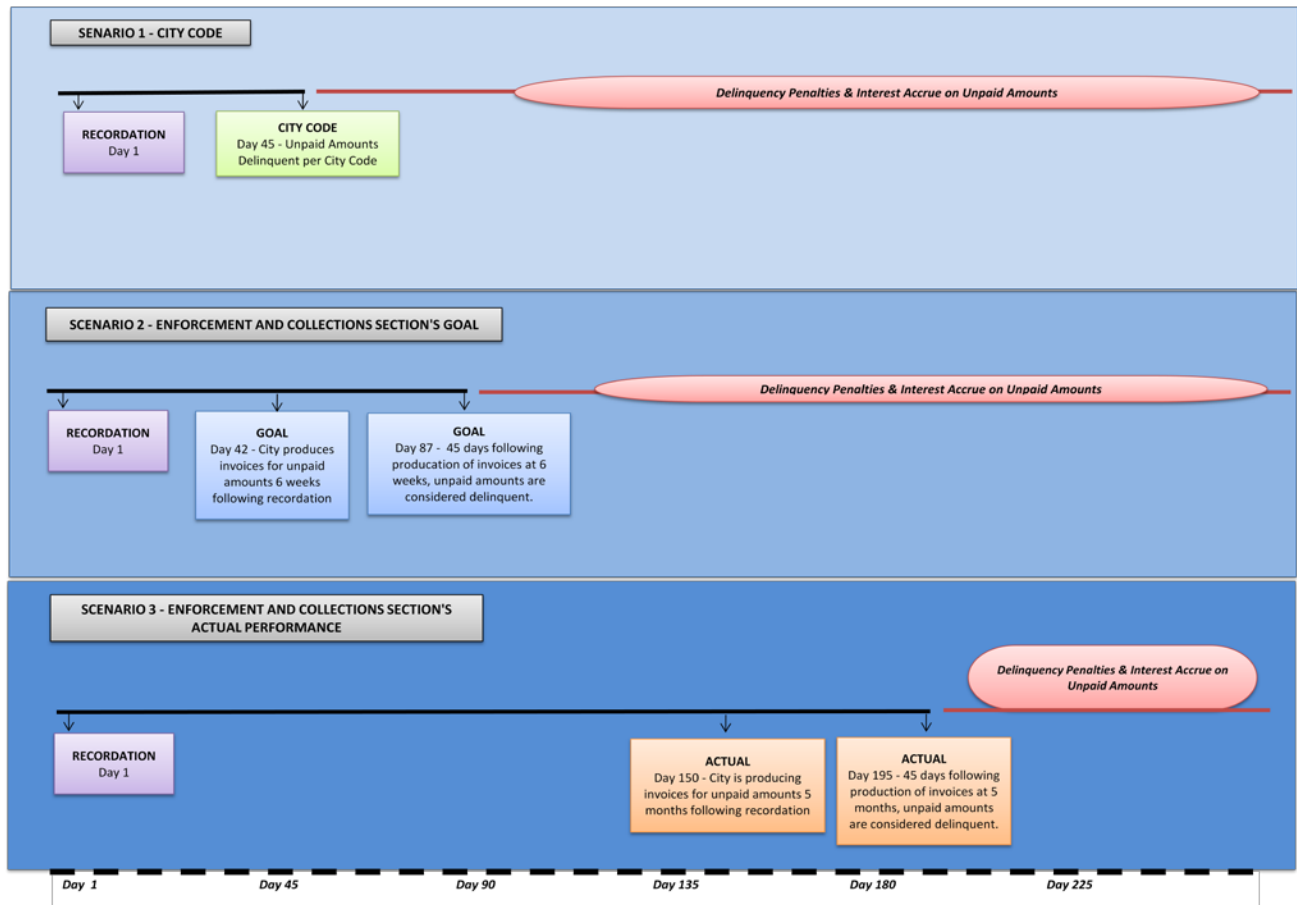 SENARIO 1 - CITY CODE
Delinquency Penalties & Interest Accrue on Unpaid Amounts
RECORDATION
Day 1
CITY CODE
Day 45 - Unpaid Amounts
Delinquent per City Code
SCENARIO 2 - ENFORCEMENT AND COLLECTIONS SECTION'S GOAL
Delinquency Penalties & Interest Accrue on Unpaid Amounts
RECORDATION
Day 1
GOAL
Day 42 - City produces
invoices for unpaid
amounts 6 weeks
following recordation
GOAL
Day 87 - 45 days following
producation of invoices at 6
weeks, unpaid amounts are
considered delinquent.
SCENARIO 3 - ENFORCEMENT AND COLLECTIONS SECTION'S
ACTUAL PERFORMANCE
Delinquency Penalties & Interest Accrue on
Unpaid Amounts
RECORDATION
Day 1
ACTUAL
Day 150 - City is producing
invoices for unpaid amounts 5
months following recordation
ACTUAL
Day 195 - 45 days following
production of invoices at 5
months, unpaid amounts
are considered delinquent.
Day 1 Day 45 Day 90 Day 135 Day 180 Day 225